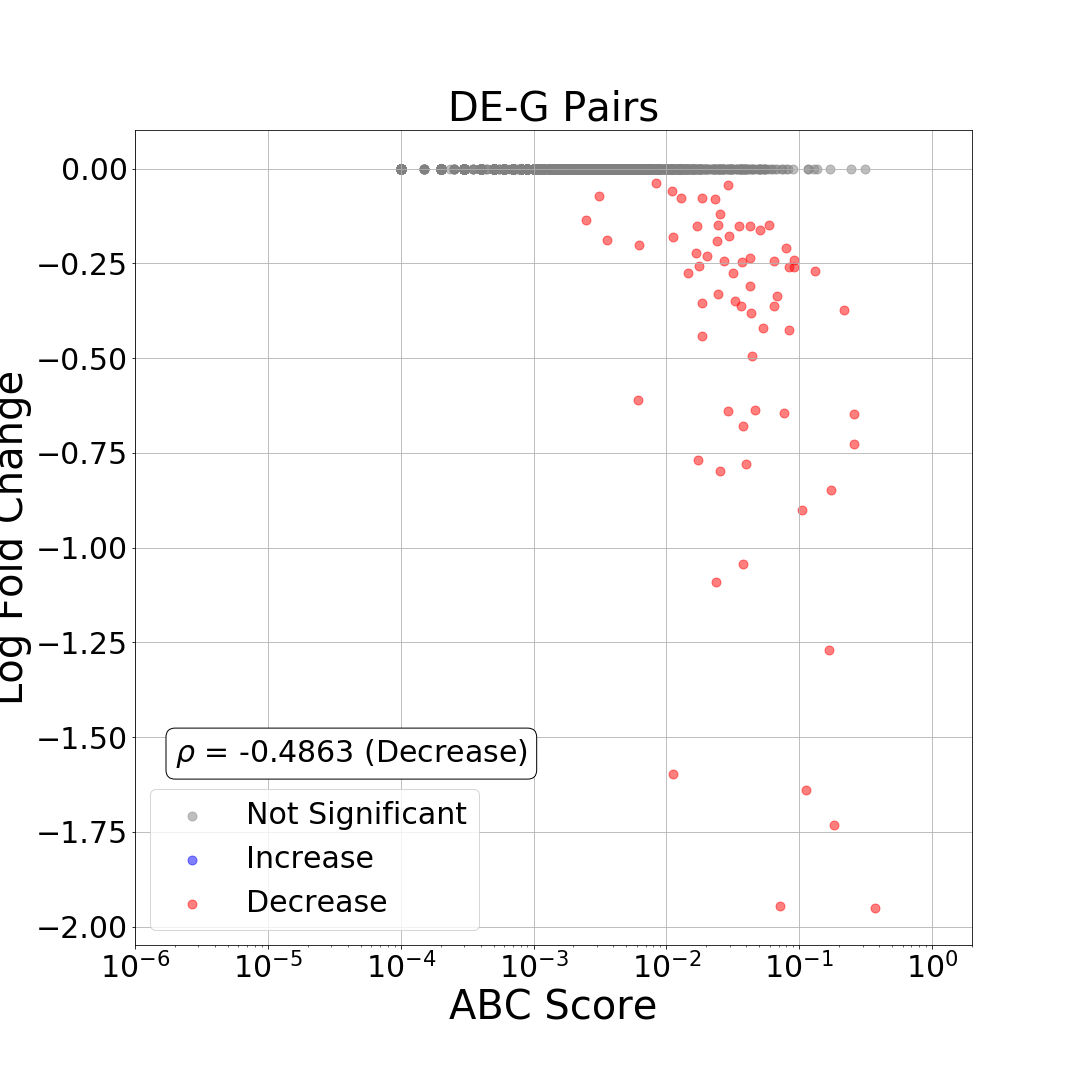 DE-G Pairs
0.00
−0.25
−0.50
−0.75
−1.00
−1.25
−1.50
−1.75
−2.00
Log Fold Change
ρ = -0.4863 (Decrease)
Not Significant
Increase
Decrease
10⁻⁶ 10⁻⁵ 10⁻⁴ 10⁻³ 10⁻² 10⁻¹ 10⁰
ABC Score